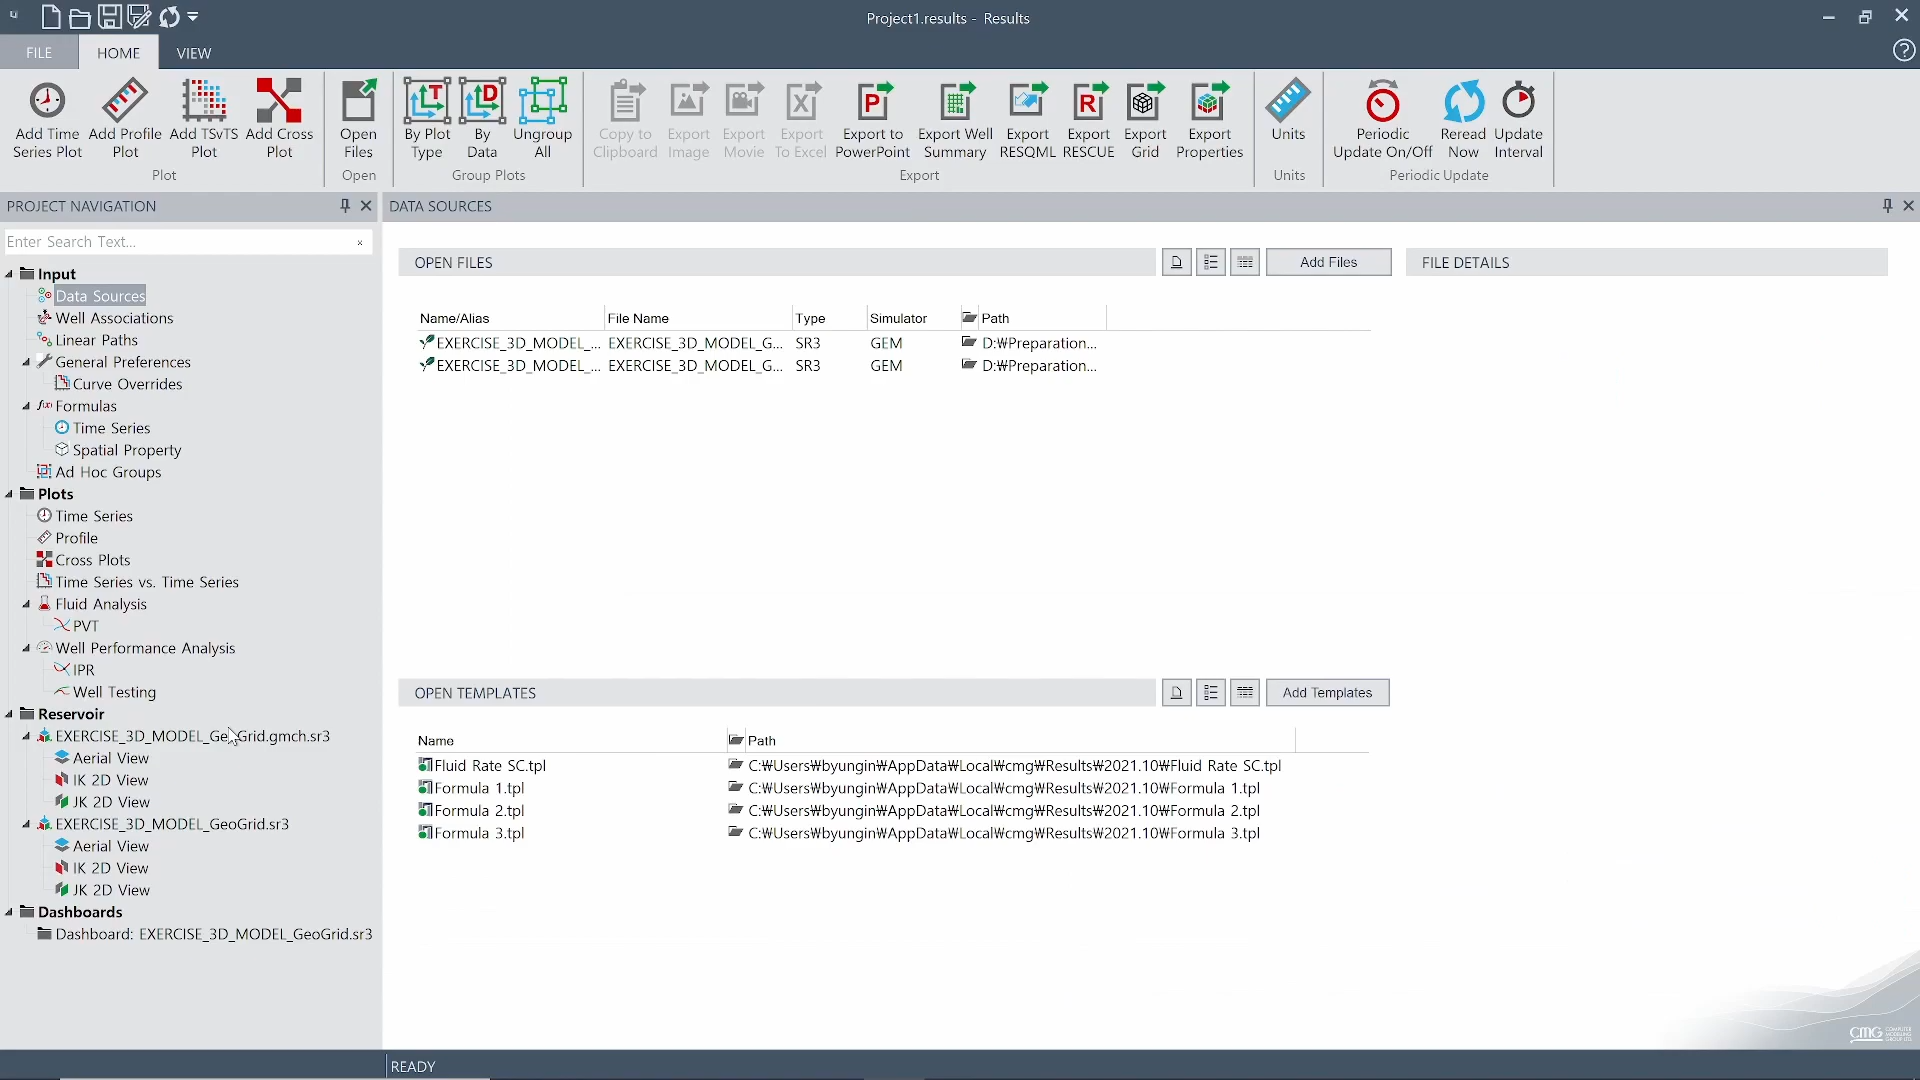 Project1.results - Results
FILE
HOME
VIEW
Add Time Series Plot
Add Profile Plot
Add TSvTS Plot
Add Cross Plot
Plot
Open Files
Open
By Plot Type
By Data
Ungroup All
Group Plots
Copy to Clipboard
Export Image
Export Movie
Export To Excel
Export to PowerPoint
Export Well Summary
Export RESQML
Export RESCUE
Export Grid
Export Properties
Export
Units
Units
Periodic Update On/Off
Reread Now
Update Interval
Periodic Update
PROJECT NAVIGATION
Enter Search Text...
Input
Data Sources
Well Associations
Linear Paths
General Preferences
Curve Overrides
Formulas
Time Series
Spatial Property
Ad Hoc Groups
Plots
Time Series
Profile
Cross Plots
Time Series vs. Time Series
Fluid Analysis
PVT
Well Performance Analysis
IPR
Well Testing
Reservoir
EXERCISE_3D_MODEL_GeoGrid.gmch.sr3
Aerial View
IK 2D View
JK 2D View
EXERCISE_3D_MODEL_GeoGrid.sr3
Aerial View
IK 2D View
JK 2D View
Dashboards
Dashboard: EXERCISE_3D_MODEL_GeoGrid.sr3
DATA SOURCES
OPEN FILES
Add Files
FILE DETAILS
Name/Alias File Name Type Simulator Path
EXERCISE_3D_MODEL_... EXERCISE_3D_MODEL_G... SR3 GEM D:₩Preparation...
EXERCISE_3D_MODEL_... EXERCISE_3D_MODEL_G... SR3 GEM D:₩Preparation...
OPEN TEMPLATES
Add Templates
Name Path
Fluid Rate SC.tpl C:₩Users₩byungin₩AppData₩Local₩cmg₩Results₩2021.10₩Fluid Rate SC.tpl
Formula 1.tpl C:₩Users₩byungin₩AppData₩Local₩cmg₩Results₩2021.10₩Formula 1.tpl
Formula 2.tpl C:₩Users₩byungin₩AppData₩Local₩cmg₩Results₩2021.10₩Formula 2.tpl
Formula 3.tpl C:₩Users₩byungin₩AppData₩Local₩cmg₩Results₩2021.10₩Formula 3.tpl
CMG COMPUTER MODELLING GROUP LTD.
READY